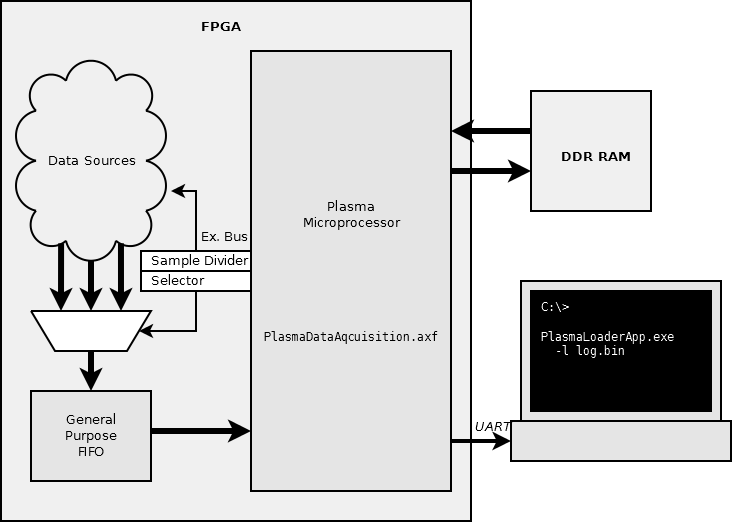 FPGA
Data Sources
Ex. Bus
Sample Divider
Selector
General
Purpose
FIFO
Plasma
Microprocessor
PlasmaDataAqcuisition.axf
DDR RAM
UART
C:\>
PlasmaLoaderApp.exe
-l log.bin